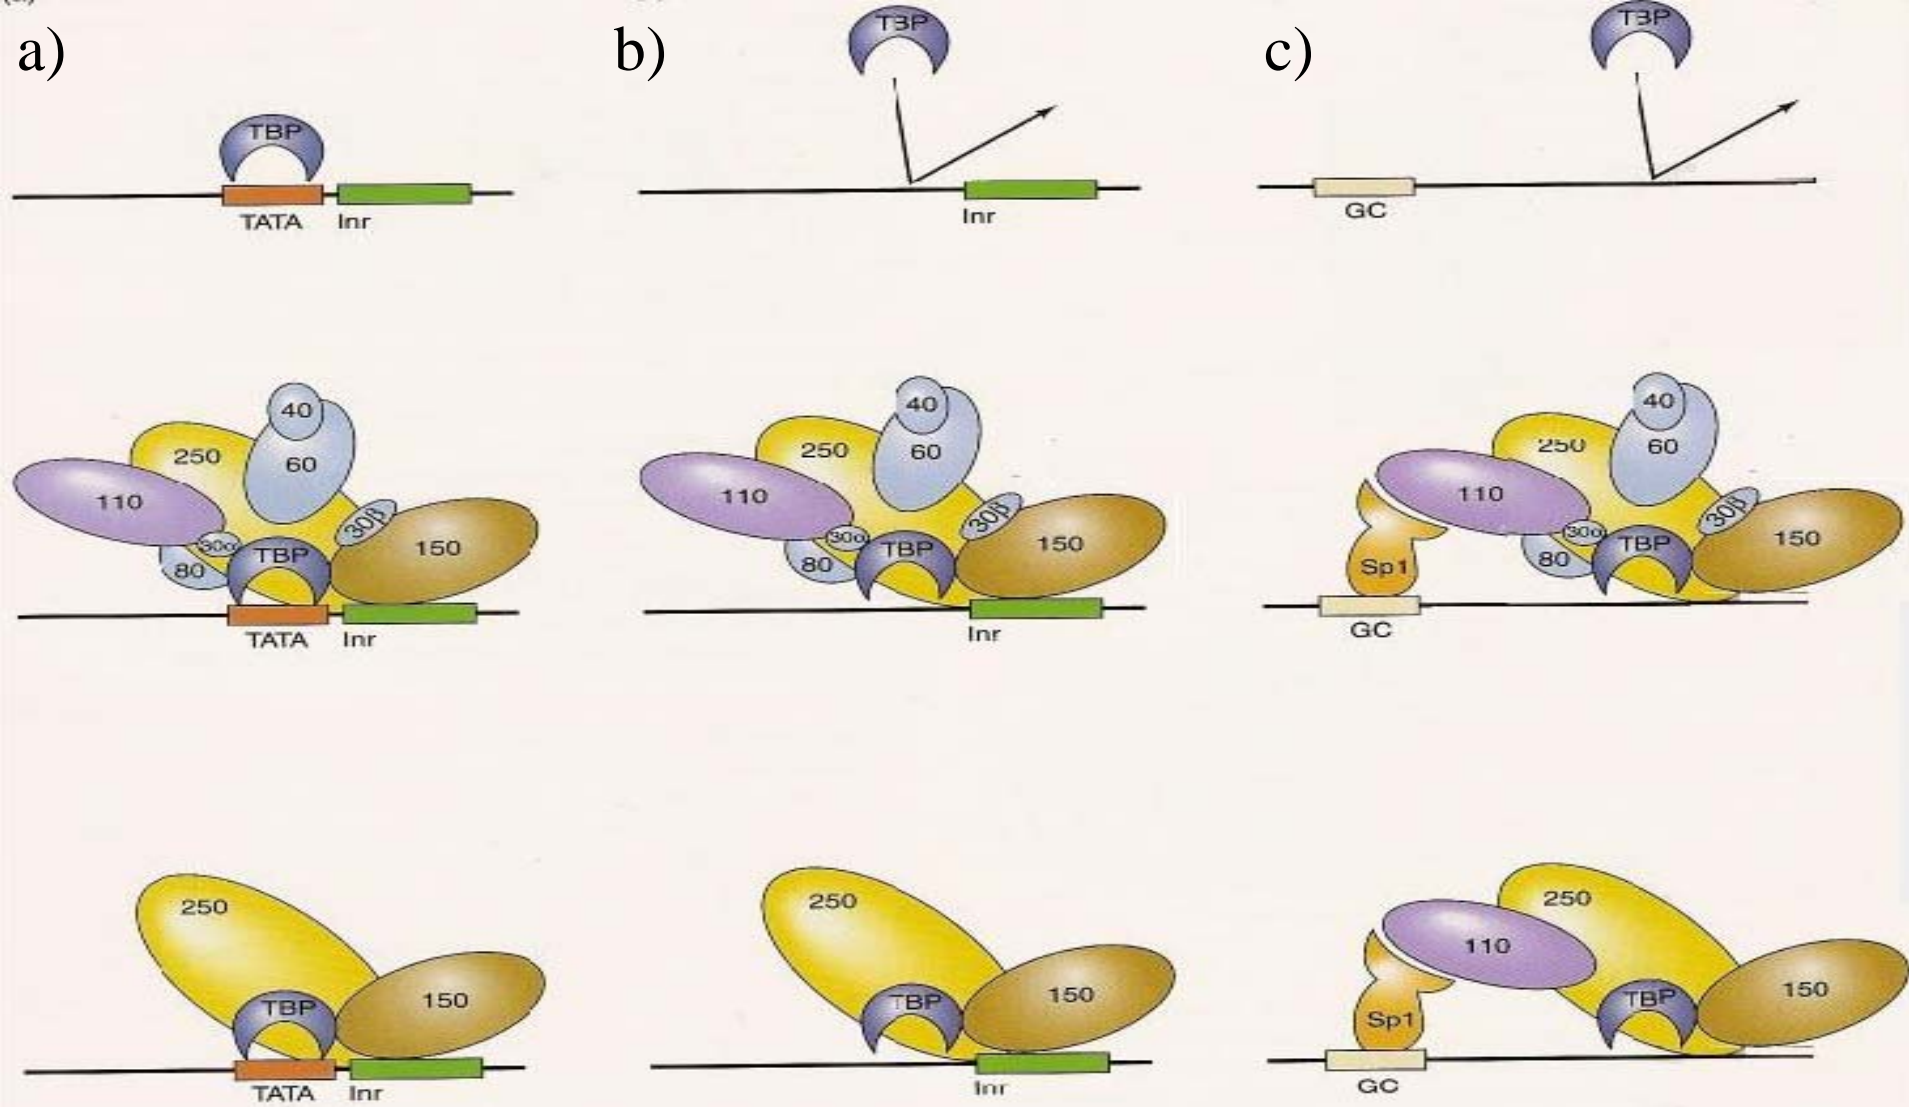 a)
TBP
TATA Inr
b)
TBP
Inr
c)
TBP
GC
40
250
60
110
30β
30α
TBP
150
80
TATA Inr
40
250
60
110
30β
30α
TBP
150
80
Inr
40
250
60
110
30β
30α
TBP
150
80
Sp1
GC
250
TBP
150
TATA Inr
250
TBP
150
Inr
250
110
TBP
150
Sp1
GC